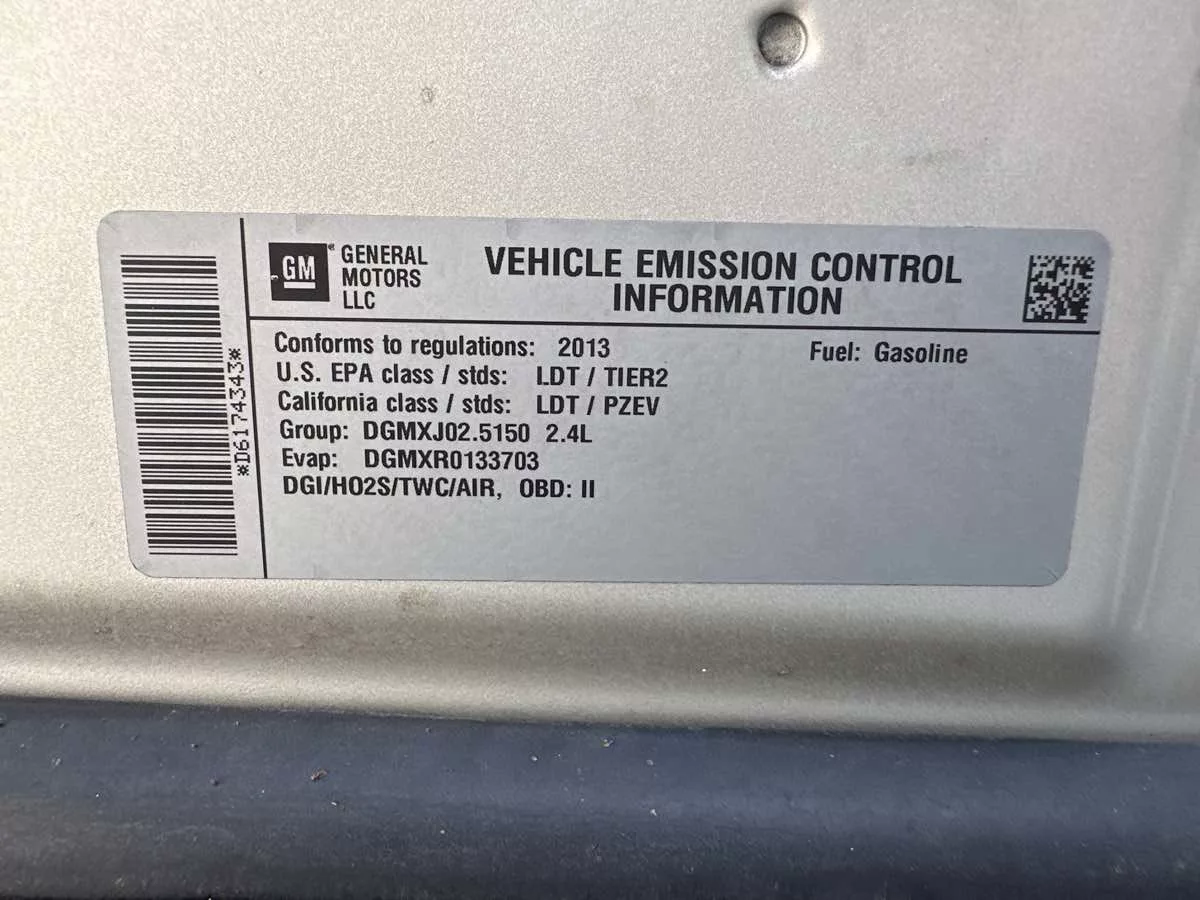 GM
GENERAL
MOTORS
LLC
VEHICLE EMISSION CONTROL
INFORMATION
Conforms to regulations: 2013
Fuel: Gasoline
U.S. EPA class / stds: LDT / TIER2
California class / stds: LDT / PZEV
Group: DGMXJ02.5150 2.4L
Evap: DGMXR0133703
DGI/HO2S/TWC/AIR, OBD: II
*D6174343*